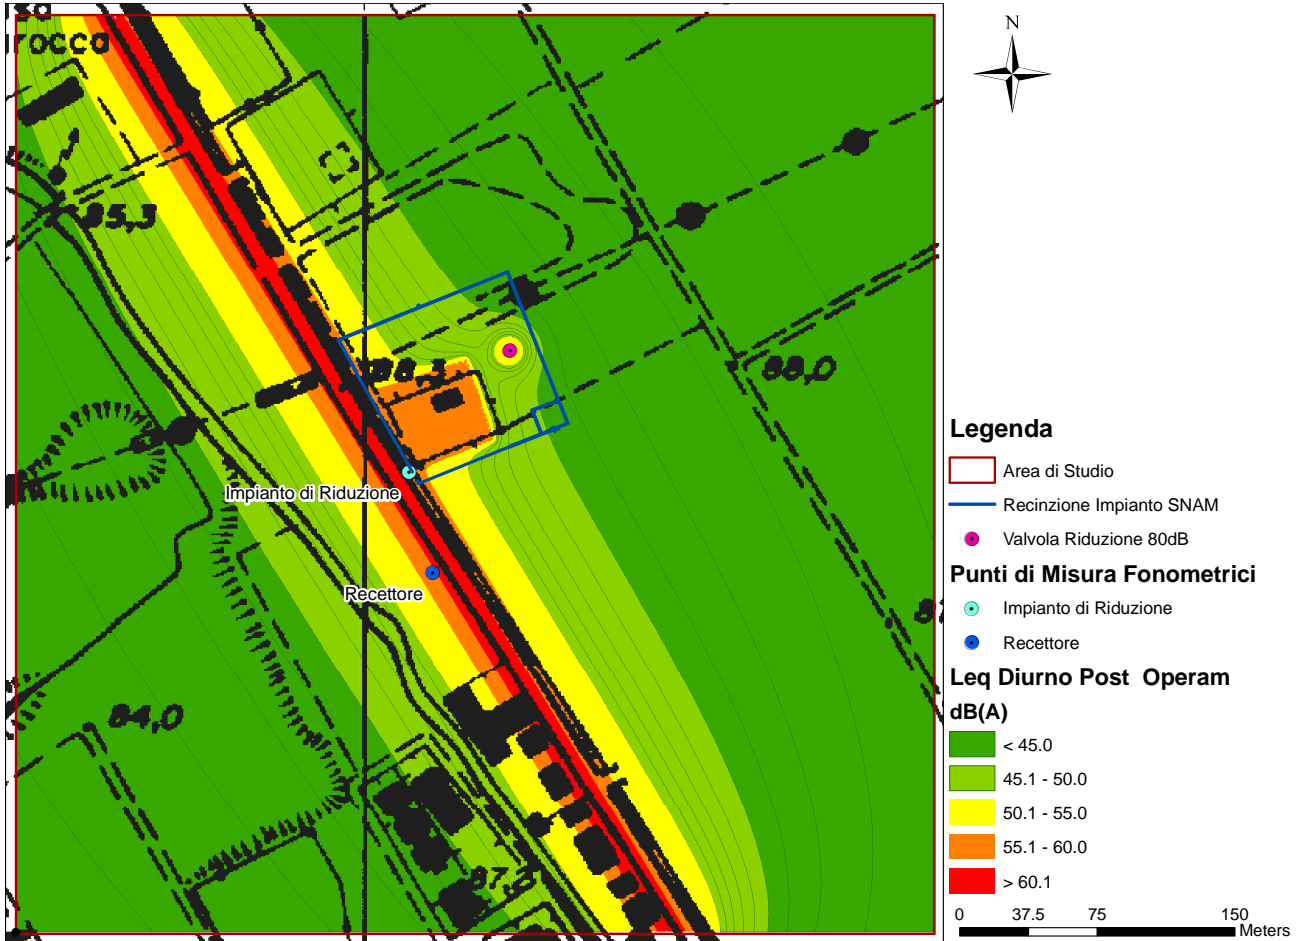 rocca
85,3
88,3
88,0
84,0
Impianto di Riduzione
Recettore
N
Legenda
Area di Studio
Recinzione Impianto SNAM
Valvola Riduzione 80dB
Punti di Misura Fonometrici
Impianto di Riduzione
Recettore
Leq Diurno Post Operam
dB(A)
< 45.0
45.1 - 50.0
50.1 - 55.0
55.1 - 60.0
> 60.1
0 37.5 75 150
Meters